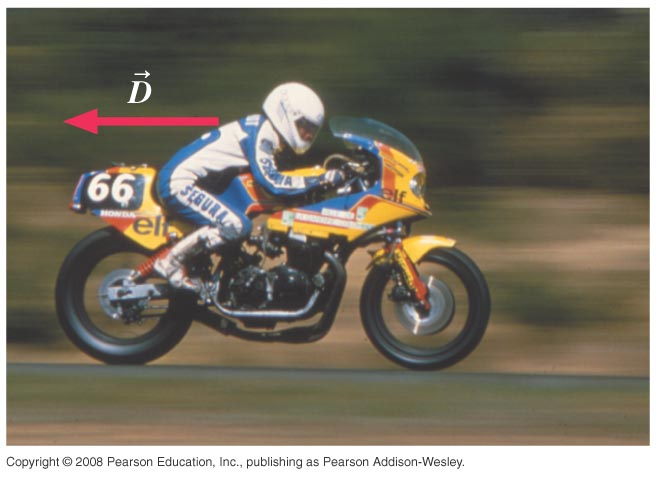 D
66
HONDA
elf
SEGURA
elf
Copyright © 2008 Pearson Education, Inc., publishing as Pearson Addison-Wesley.